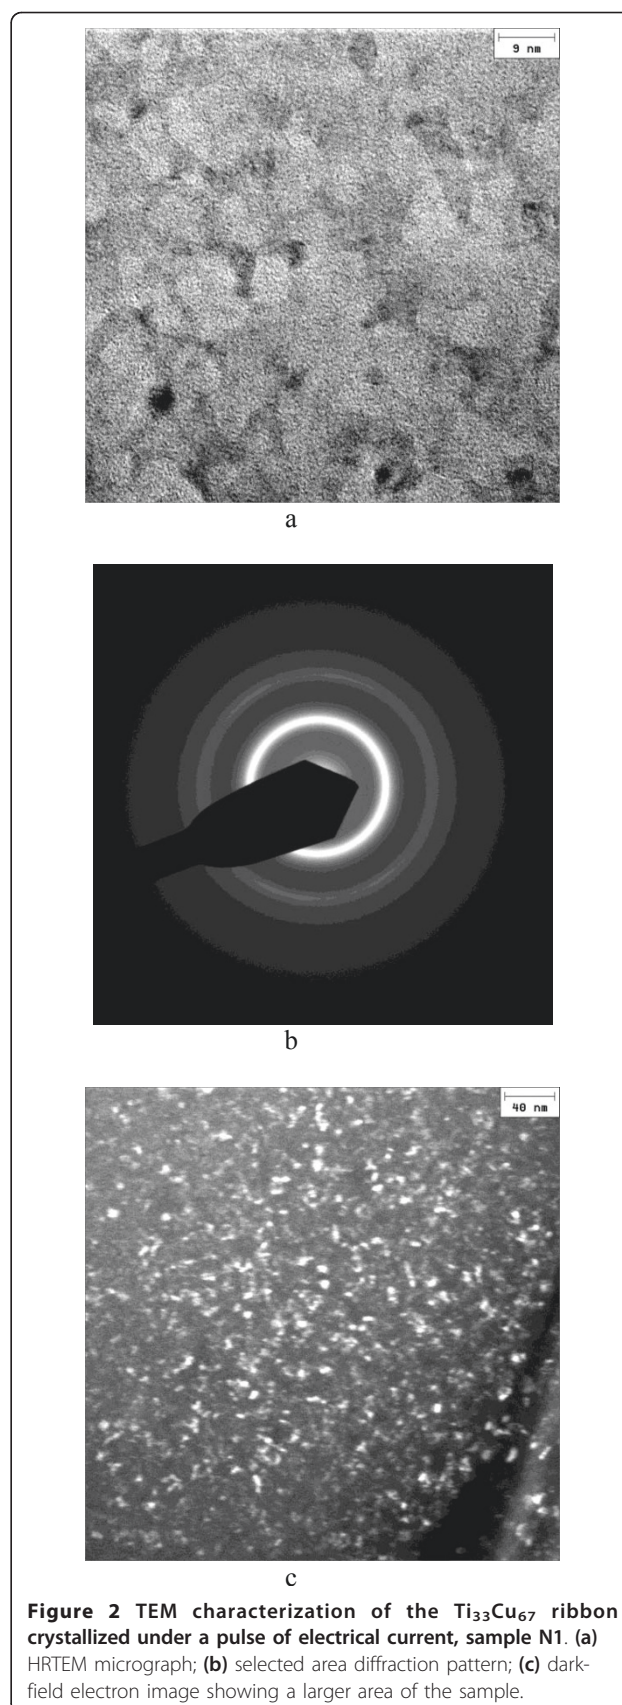 9 nm
a
b
40 nm
c
Figure 2 TEM characterization of the Ti₃₃Cu₆₇ ribbon
crystallized under a pulse of electrical current, sample N1. (a)
HRTEM micrograph; (b) selected area diffraction pattern; (c) dark-
field electron image showing a larger area of the sample.